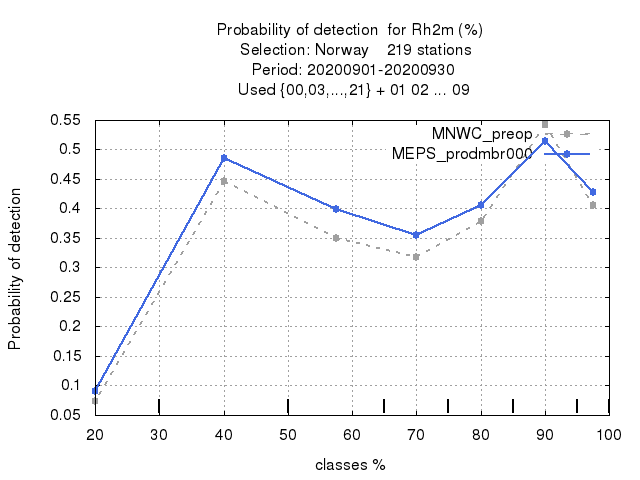 Probability of detection  for Rh2m (%)
Selection: Norway    219 stations
Period: 20200901-20200930
Used {00,03,...,21} + 01 02 ... 09
0.55
0.5
0.45
0.4
0.35
0.3
0.25
0.2
0.15
0.1
0.05
Probability of detection
MNWC_preop
MEPS_prodmbr000
20 30 40 50 60 70 80 90 100
classes %